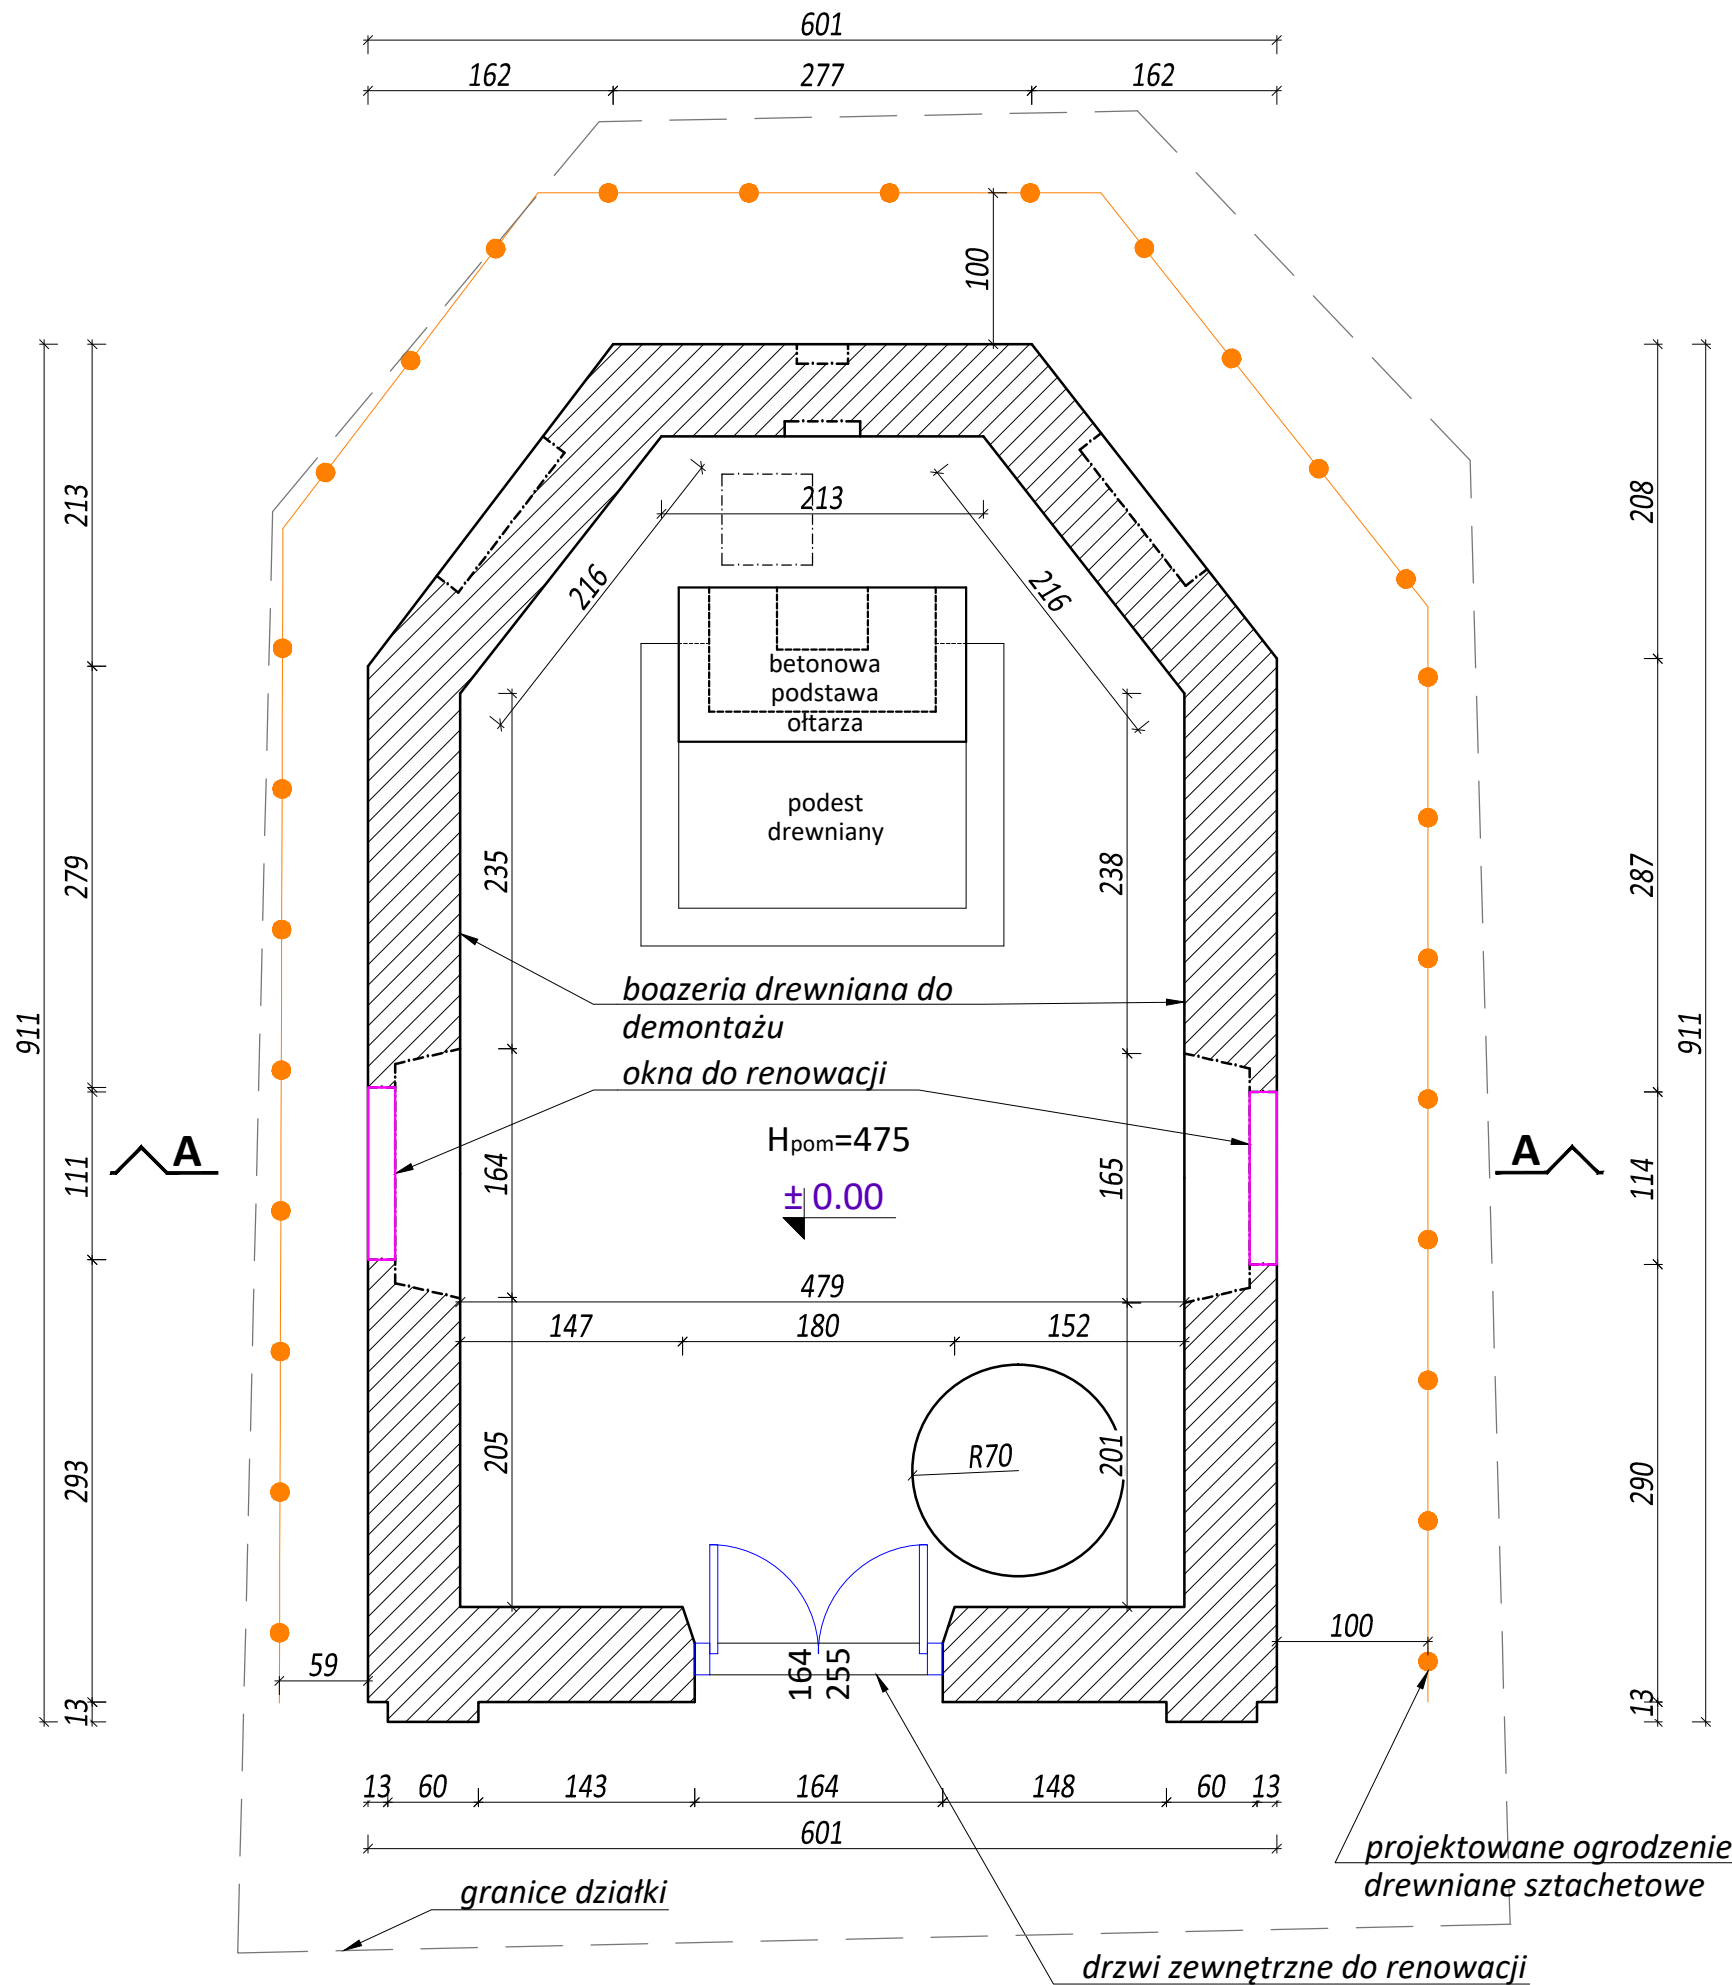 601
162 277 162
100
213
213
208
216
216
betonowa
podstawa
ołtarza
podest
drewniany
279
235
238
287
911
911
boazeria drewniana do
demontażu
okna do renowacji
Hpom=475
A
A
111
164
165
114
± 0.00
479
147 180 152
293
205
R70
201
290
100
59
164
255
13
13
13 60 143 164 148 60 13
601
projektowane ogrodzenie
drewniane sztachetowe
granice działki
drzwi zewnętrzne do renowacji